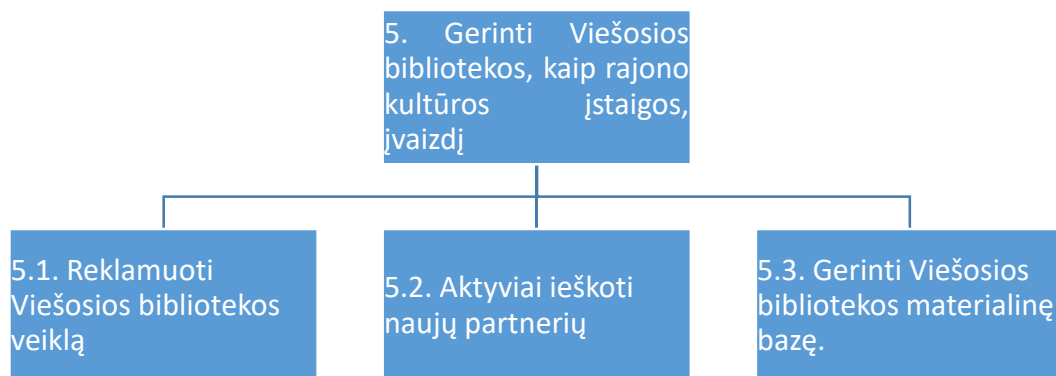 5. Gerinti Viešosios
bibliotekos, kaip rajono
kultūros įstaigos,
įvaizdį
5.1. Reklamuoti
Viešosios bibliotekos
veiklą
5.2. Aktyviai ieškoti
naujų partnerių
5.3. Gerinti Viešosios
bibliotekos materialinę
bazę.